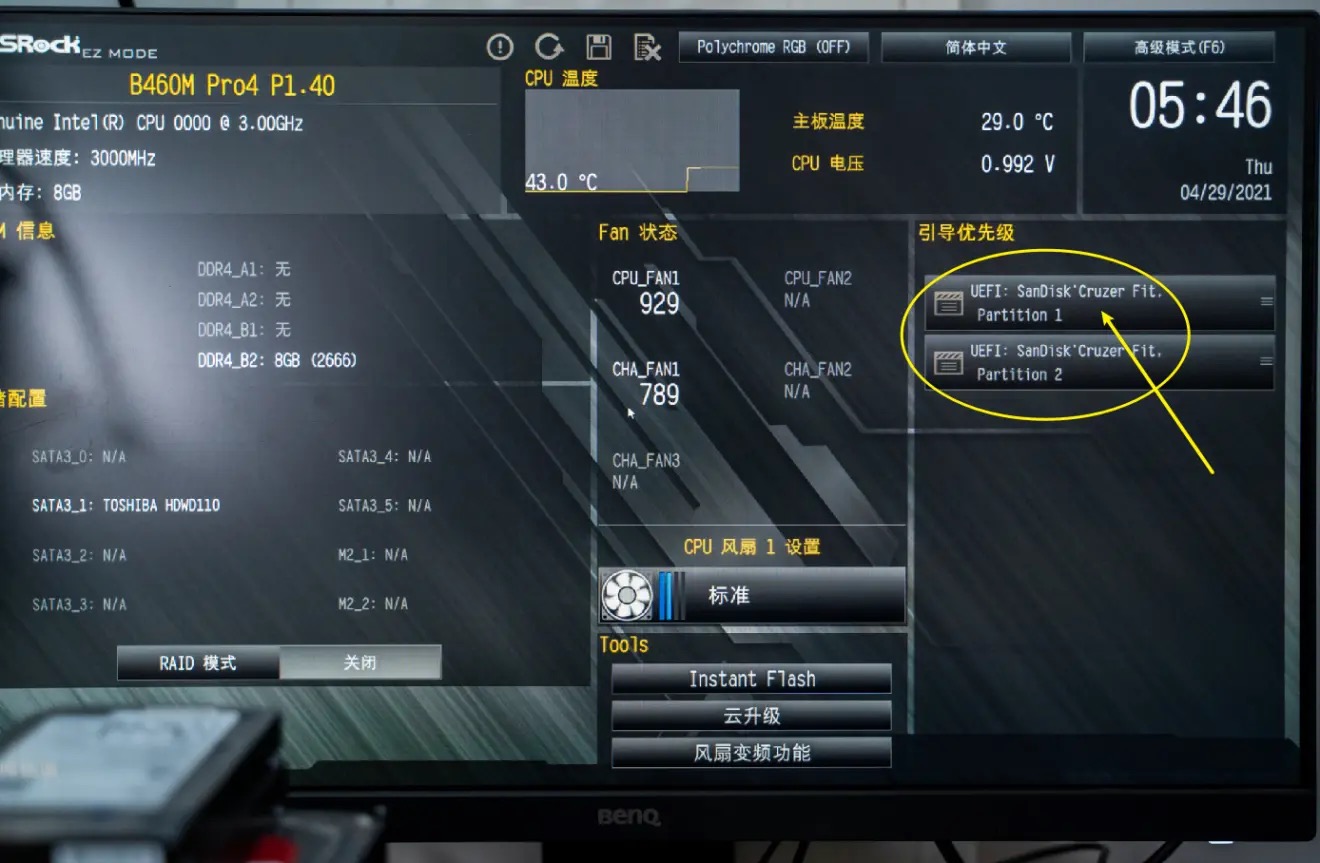 SRock EZ MODE
Polychrome RGB (OFF)
简体中文
高级模式(F6)
B460M Pro4 P1.40
nuine Intel(R) CPU 0000 @ 3.00GHz
理器速度: 3000MHz
内存: 8GB
CPU 温度
43.0 °C
主板温度 29.0 °C
CPU 电压 0.992 V
05:46
Thu
04/29/2021
M 信息
DDR4_A1: 无
DDR4_A2: 无
DDR4_B1: 无
DDR4_B2: 8GB (2666)
配置
SATA3_0: N/A
SATA3_4: N/A
SATA3_1: TOSHIBA HDWD110
SATA3_5: N/A
SATA3_2: N/A
M2_1: N/A
SATA3_3: N/A
M2_2: N/A
RAID 模式
关闭
Fan 状态
CPU_FAN1
929
CPU_FAN2
N/A
CHA_FAN1
789
CHA_FAN2
N/A
CHA_FAN3
N/A
CPU 风扇 1 设置
标准
Tools
Instant Flash
云升级
风扇变频功能
引导优先级
UEFI: SanDisk'Cruzer Fit,
Partition 1
UEFI: SanDisk'Cruzer Fit,
Partition 2
BenQ